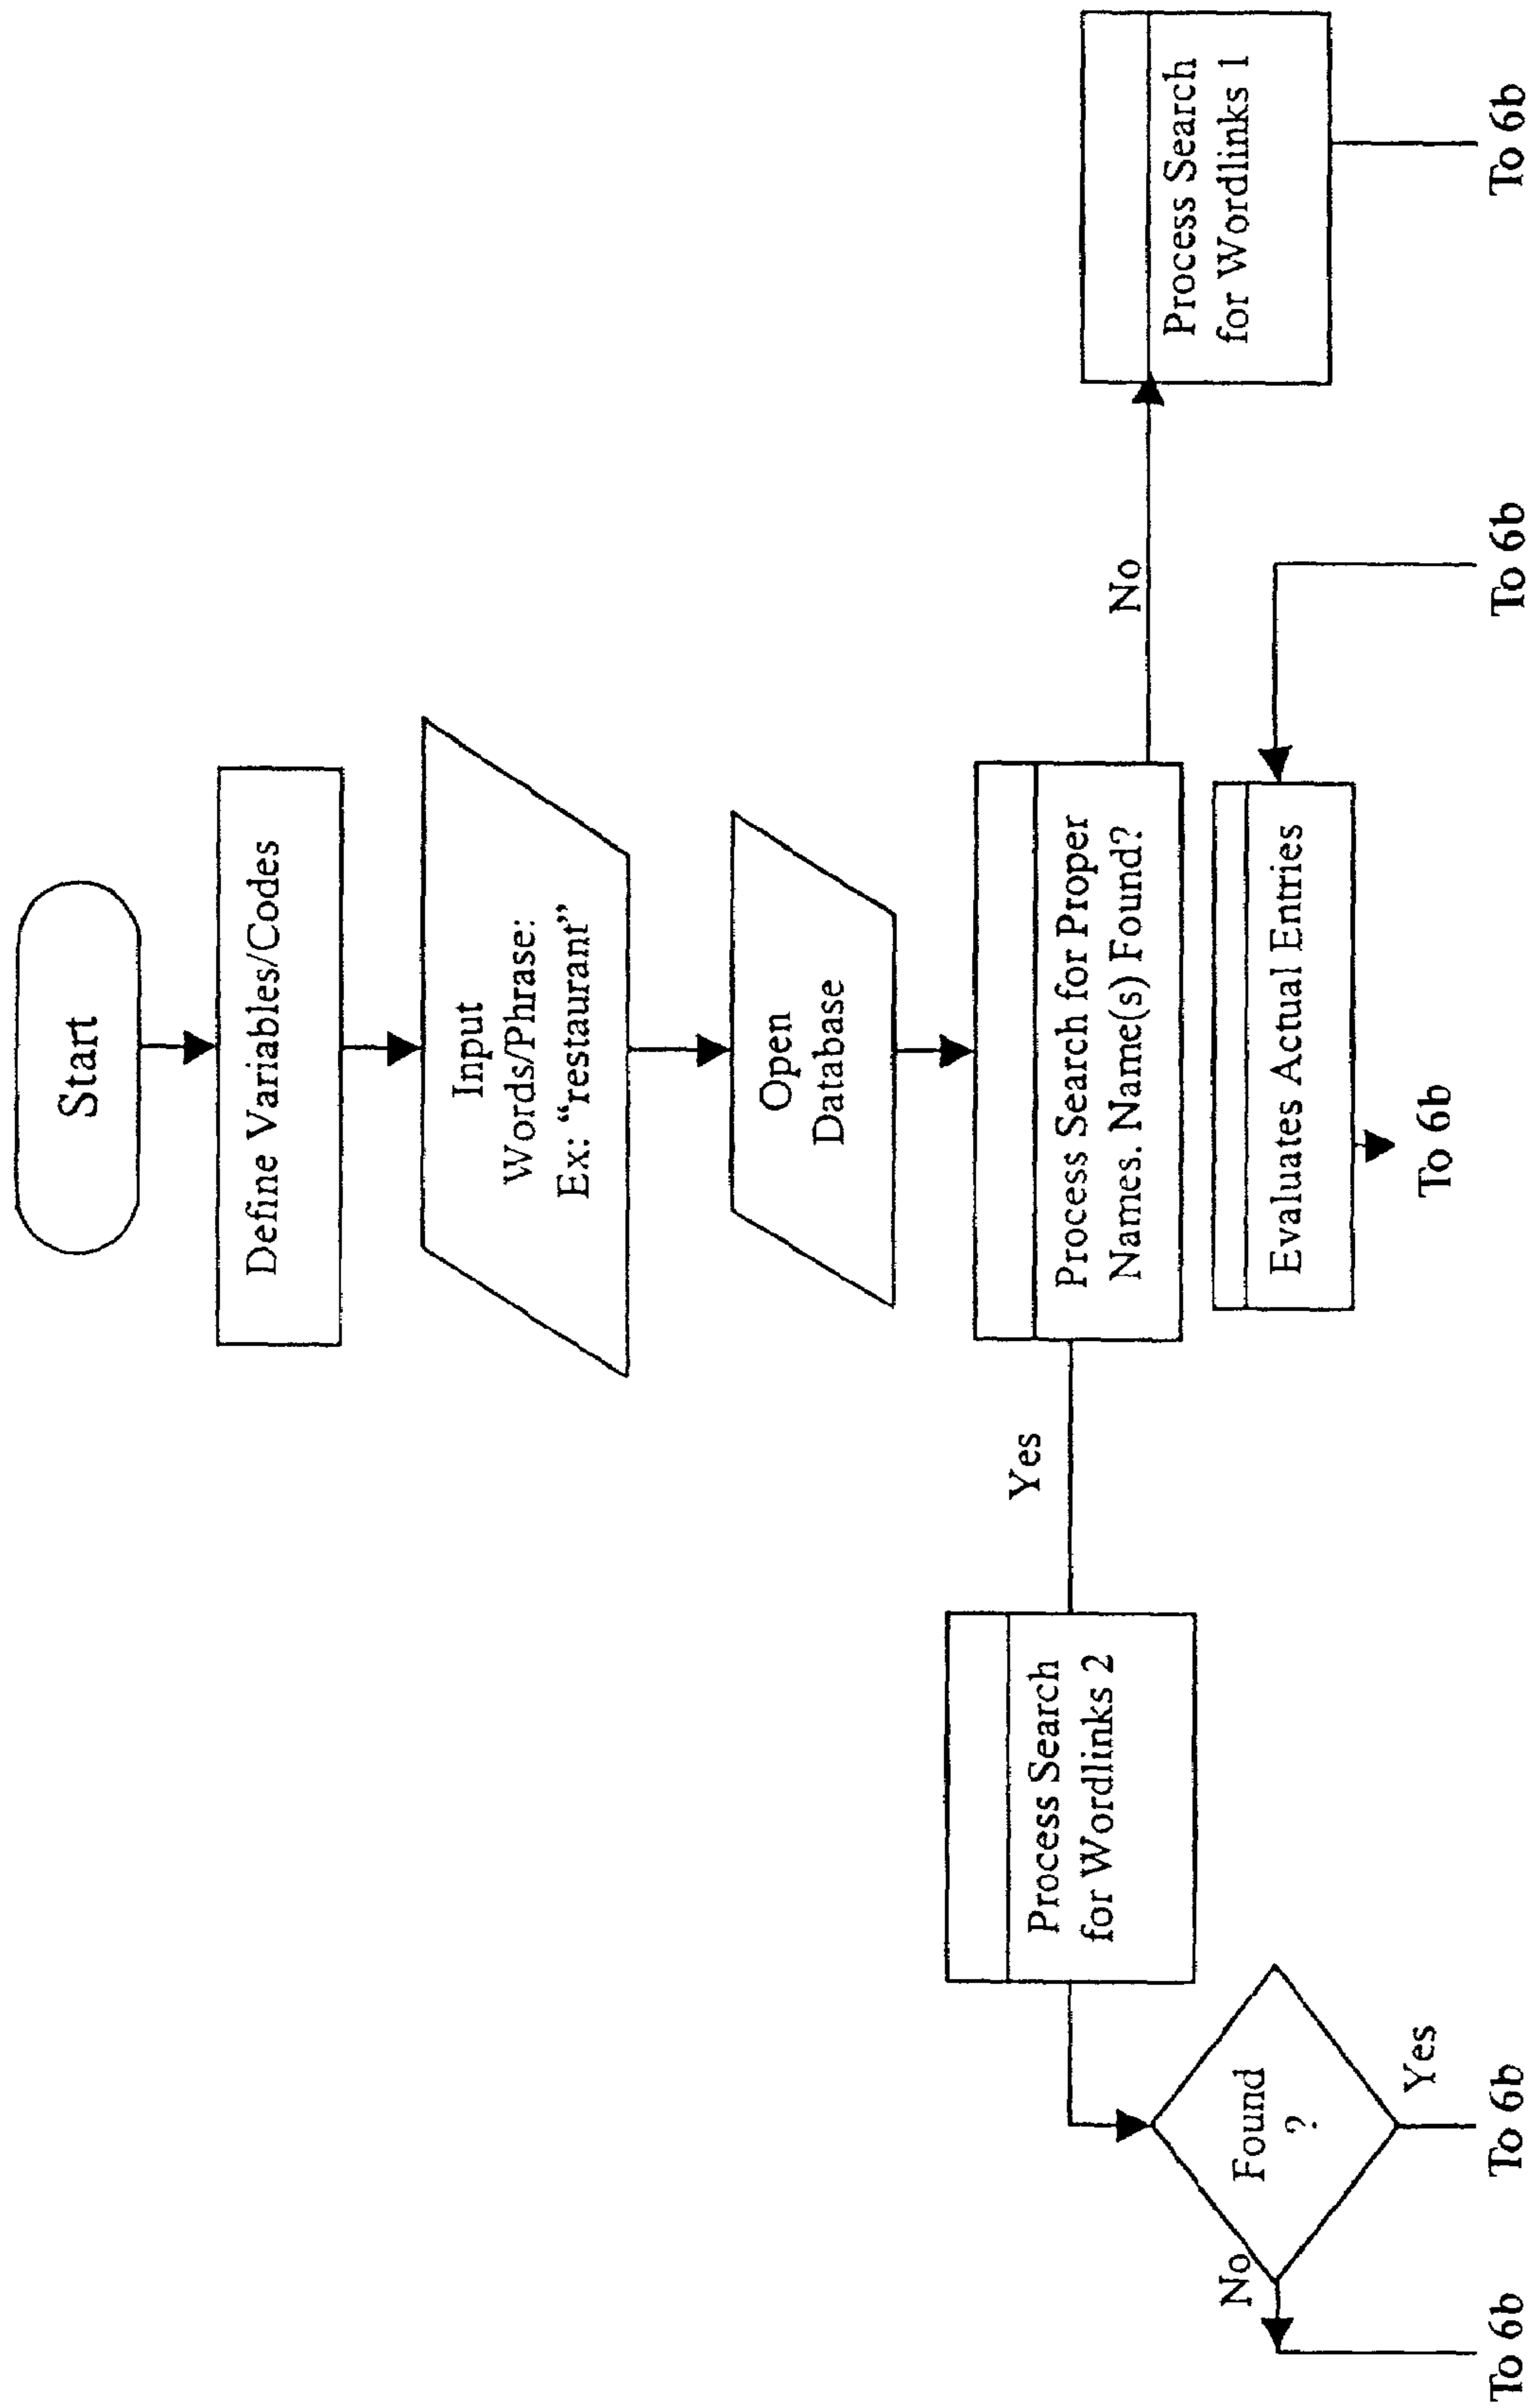 Start
Define Variables/Codes
Input
Words/Phrase:
Ex: “restaurant”
Open
Database
Process Search for Proper
Names. Name(s) Found?
Yes
No
Process Search
for Wordlinks 2
Process Search
for Wordlinks 1
Evaluates Actual Entries
To 6b
Found
?
No
Yes
To 6b
To 6b
To 6b
To 6b